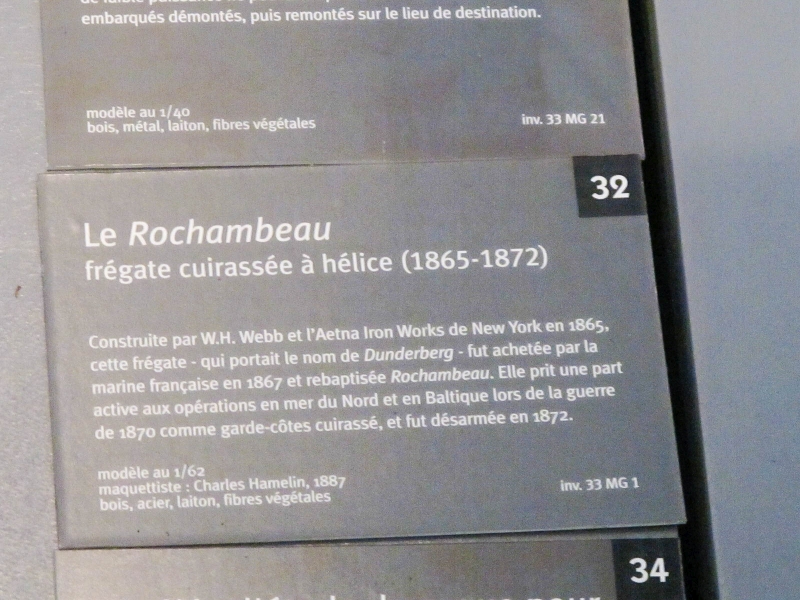 embarqués démontés, puis remontés sur le lieu de destination.
modèle au 1/40
bois, métal, laiton, fibres végétales
inv. 33 MG 21
32
Le Rochambeau
frégate cuirassée à hélice (1865-1872)
Construite par W.H. Webb et l'Aetna Iron Works de New York en 1865,
cette frégate - qui portait le nom de Dunderberg - fut achetée par la
marine française en 1867 et rebaptisée Rochambeau. Elle prit une part
active aux opérations en mer du Nord et en Baltique lors de la guerre
de 1870 comme garde-côtes cuirassé, et fut désarmée en 1872.
modèle au 1/62
maquettiste : Charles Hamelin, 1887
bois, acier, laiton, fibres végétales
inv. 33 MG 1
34